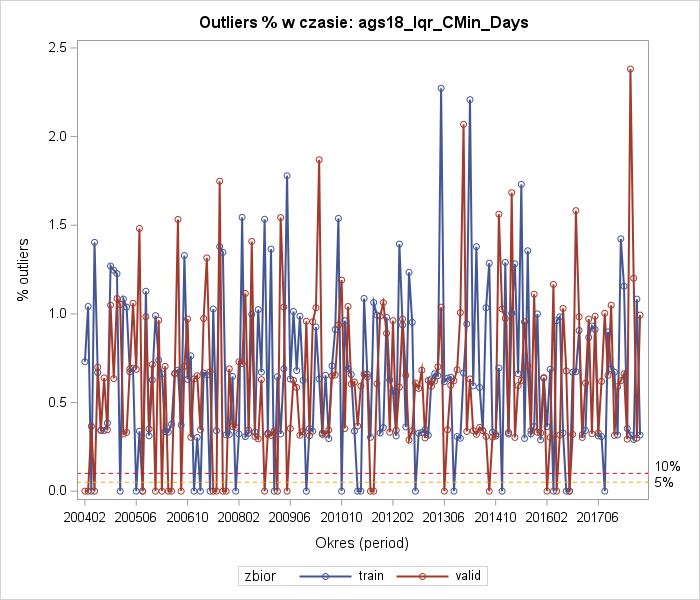 Outliers % w czasie: ags18_Iqr_CMin_Days
% outliers
2.5
2.0
1.5
1.0
0.5
0.0
10%
5%
200402 200506 200610 200802 200906 201010 201202 201306 201410 201602 201706
Okres (period)
zbior train valid